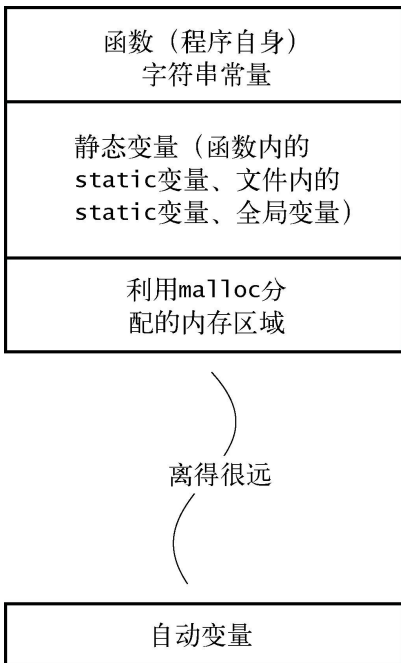 函数（程序自身）
字符串常量
静态变量（函数内的
static变量、文件内的
static变量、全局变量）
利用malloc分
配的内存区域
离得很远
自动变量